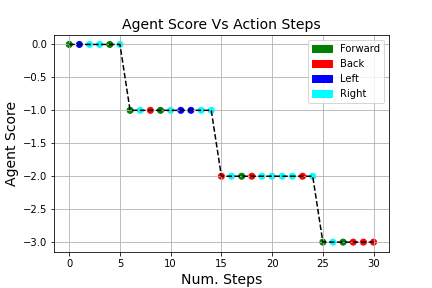 Agent Score Vs Action Steps
0.0
−0.5
−1.0
−1.5
−2.0
−2.5
−3.0
Agent Score
Forward
Back
Left
Right
0 5 10 15 20 25 30
Num. Steps